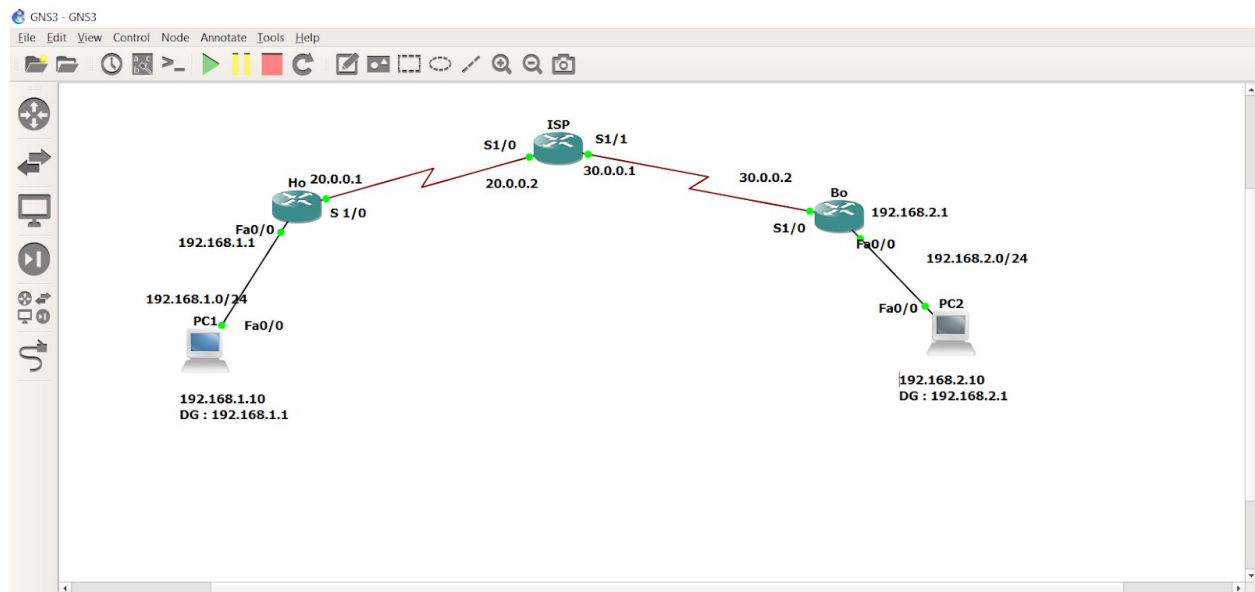 GNS3 - GNS3
File Edit View Control Node Annotate Tools Help
ISP
S1/0
S1/1
20.0.0.2
30.0.0.1
30.0.0.2
Ho
20.0.0.1
S 1/0
Fa0/0
192.168.1.1
Bo
192.168.2.1
S1/0
Fa0/0
192.168.2.0/24
192.168.1.0/24
PC1
Fa0/0
Fa0/0
PC2
192.168.1.10
DG : 192.168.1.1
192.168.2.10
DG : 192.168.2.1